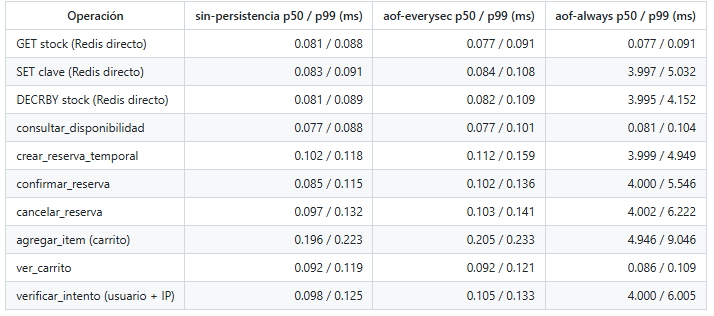 Operación sin-persistencia p50 / p99 (ms) aof-everysec p50 / p99 (ms) aof-always p50 / p99 (ms)
GET stock (Redis directo) 0.081 / 0.088 0.077 / 0.091 0.077 / 0.091
SET clave (Redis directo) 0.083 / 0.091 0.084 / 0.108 3.997 / 5.032
DECRBY stock (Redis directo) 0.081 / 0.089 0.082 / 0.109 3.995 / 4.152
consultar_disponibilidad 0.077 / 0.088 0.077 / 0.101 0.081 / 0.104
crear_reserva_temporal 0.102 / 0.118 0.112 / 0.159 3.999 / 4.949
confirmar_reserva 0.085 / 0.115 0.102 / 0.136 4.000 / 5.546
cancelar_reserva 0.097 / 0.132 0.103 / 0.141 4.002 / 6.222
agregar_item (carrito) 0.196 / 0.223 0.205 / 0.233 4.946 / 9.046
ver_carrito 0.092 / 0.119 0.092 / 0.121 0.086 / 0.109
verificar_intento (usuario + IP) 0.098 / 0.125 0.105 / 0.133 4.000 / 6.005